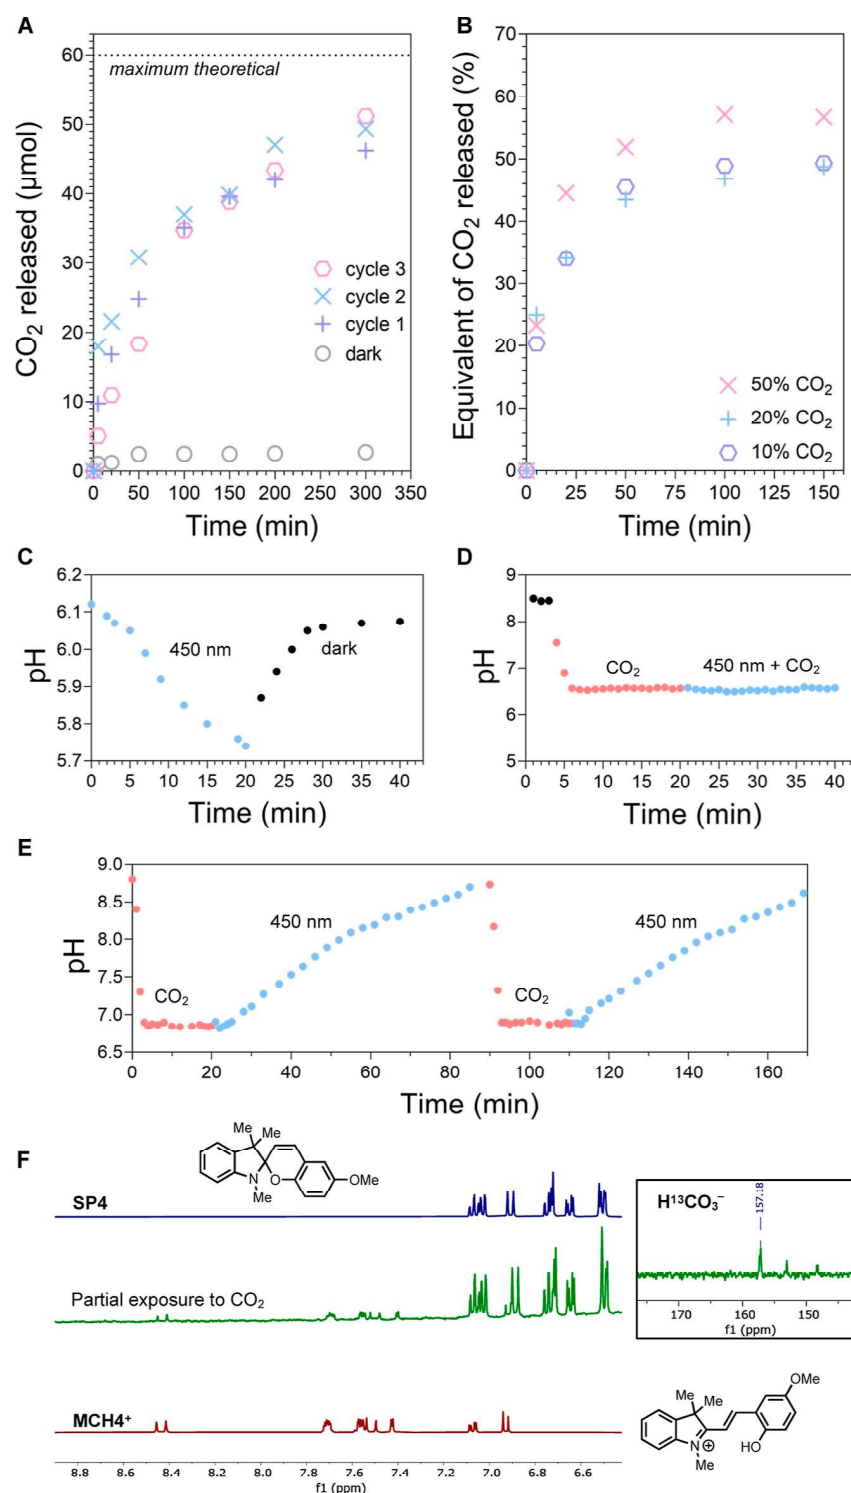 A
CO₂ released (µmol)
60
50
40
30
20
10
0
maximum theoretical
cycle 3
cycle 2
cycle 1
dark
0 50 100 150 200 250 300 350
Time (min)
B
Equivalent of CO₂ released (%)
70
60
50
40
30
20
10
0
50% CO₂
20% CO₂
10% CO₂
0 25 50 75 100 125 150
Time (min)
C
pH
6.2
6.1
6.0
5.9
5.8
5.7
450 nm
dark
0 5 10 15 20 25 30 35 40
Time (min)
D
pH
9
8
7
6
5
CO₂
450 nm + CO₂
0 5 10 15 20 25 30 35 40
Time (min)
E
pH
9.0
8.5
8.0
7.5
7.0
6.5
CO₂
450 nm
CO₂
450 nm
0 20 40 60 80 100 120 140 160
Time (min)
F
Me Me
N
Me
O
OMe
SP4
Partial exposure to CO₂
H¹³CO₃⁻
157.18
170 160 150
f1 (ppm)
MCH4⁺
Me Me
OMe
N
⊕
HO
Me
8.8 8.6 8.4 8.2 8.0 7.8 7.6 7.4 7.2 7.0 6.8 6.6
f1 (ppm)